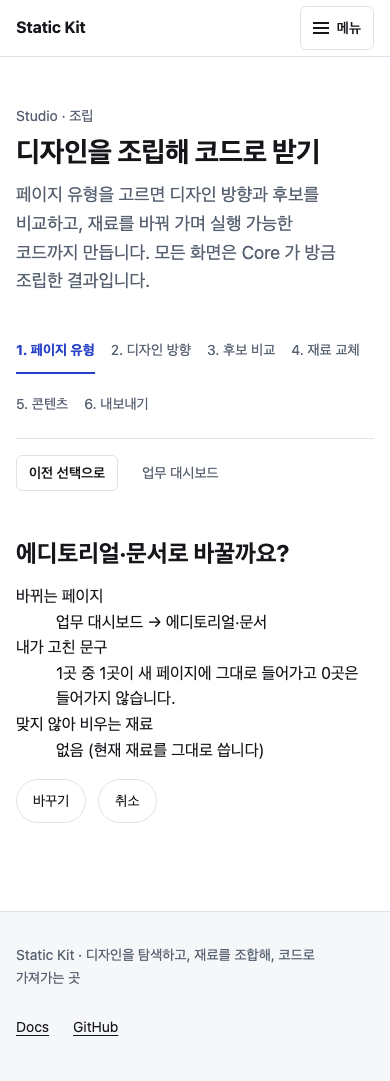 Static Kit
메뉴
Studio · 조립
디자인을 조립해 코드로 받기
페이지 유형을 고르면 디자인 방향과 후보를
비교하고, 재료를 바꿔 가며 실행 가능한
코드까지 만듭니다. 모든 화면은 Core 가 방금
조립한 결과입니다.
1. 페이지 유형 2. 디자인 방향 3. 후보 비교 4. 재료 교체
5. 콘텐츠 6. 내보내기
이전 선택으로 업무 대시보드
에디토리얼·문서로 바꿀까요?
바뀌는 페이지
업무 대시보드 → 에디토리얼·문서
내가 고친 문구
1곳 중 1곳이 새 페이지에 그대로 들어가고 0곳은
들어가지 않습니다.
맞지 않아 비우는 재료
없음 (현재 재료를 그대로 씁니다)
바꾸기 취소
Static Kit · 디자인을 탐색하고, 재료를 조합해, 코드로
가져가는 곳
Docs GitHub